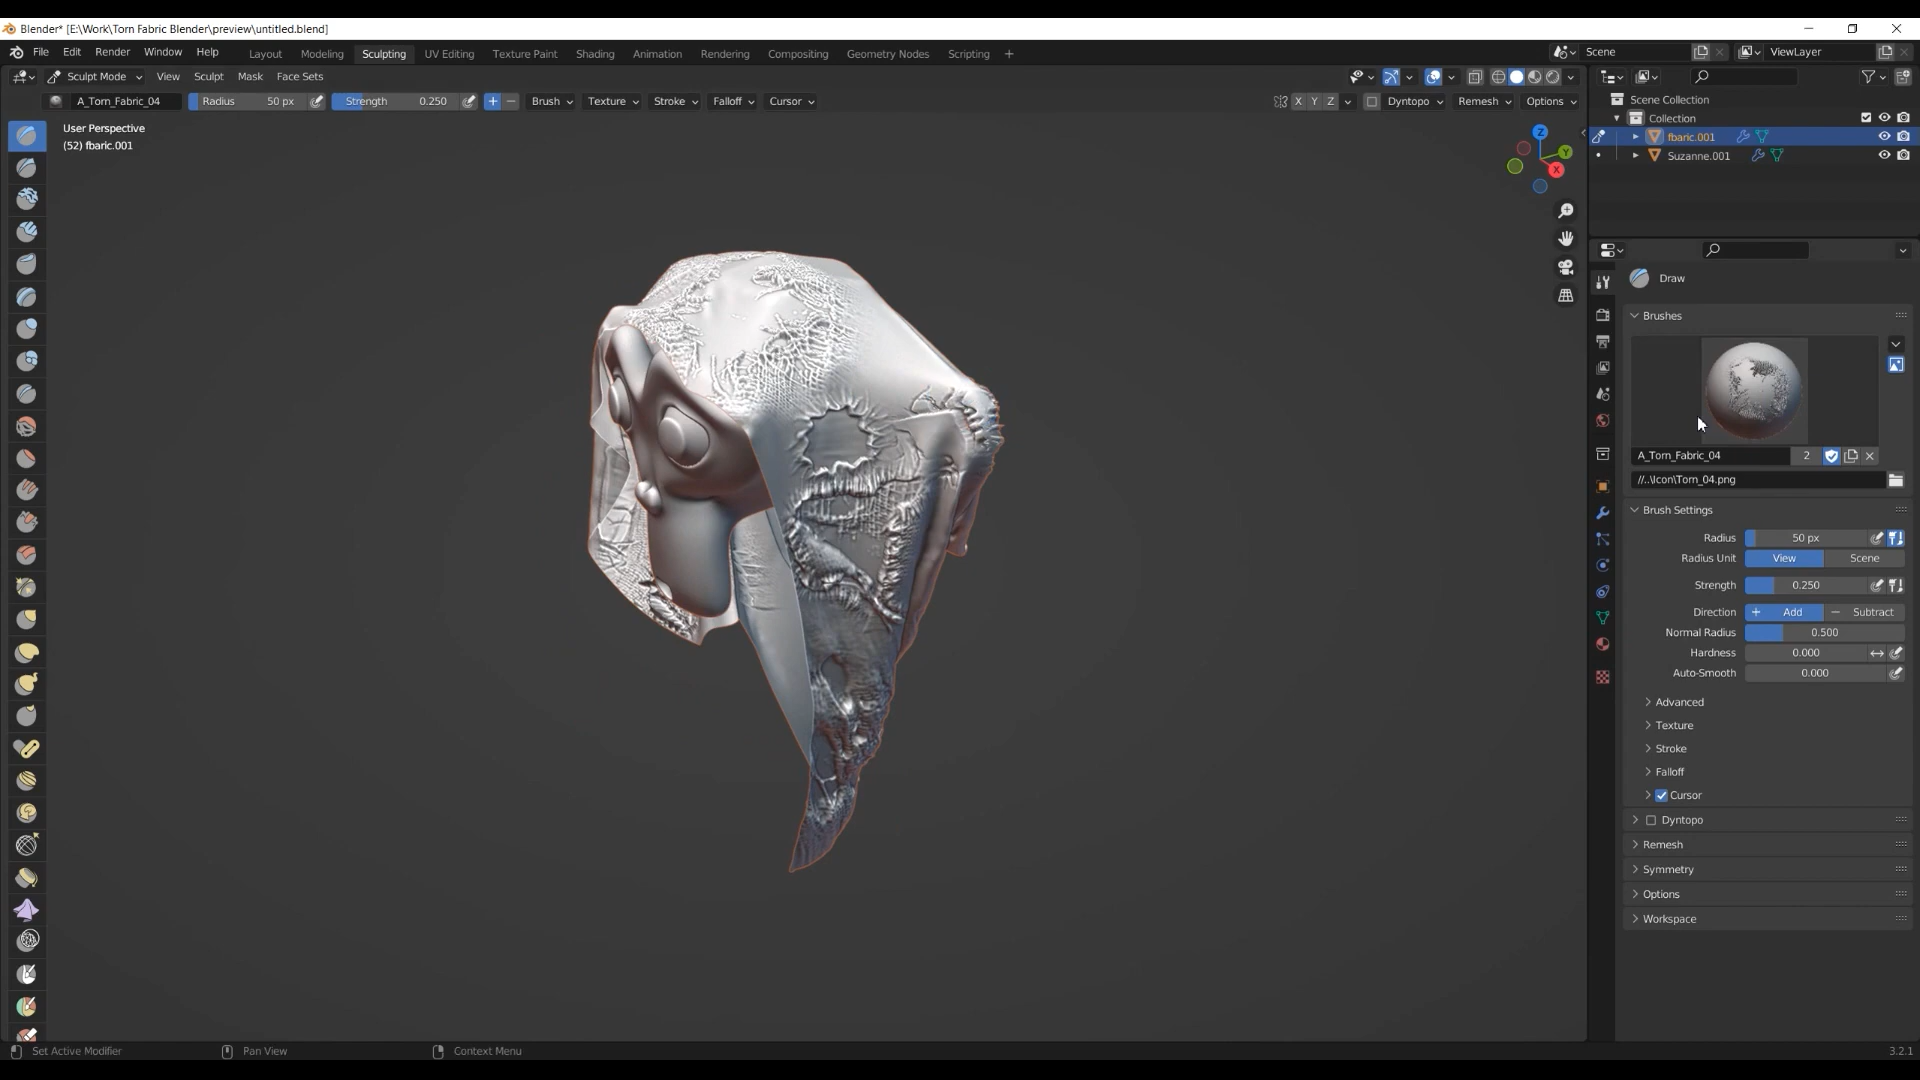 Blender* [E:\Work\Torn Fabric Blender\preview\untitled.blend]
File Edit Render Window Help Layout Modeling Sculpting UV Editing Texture Paint Shading Animation Rendering Compositing Geometry Nodes Scripting + Scene ViewLayer
Sculpt Mode View Sculpt Mask Face Sets
A_Torn_Fabric_04 Radius 50 px Strength 0.250 Brush Texture Stroke Falloff Cursor X Y Z Dyntopo Remesh Options
User Perspective
(52) fbaric.001
Z
Y
X
Scene Collection
Collection
fbaric.001
Suzanne.001
Draw
Brushes
A_Torn_Fabric_04 2
//..\Icon\Torn_04.png
Brush Settings
Radius 50 px
Radius Unit View Scene
Strength 0.250
Direction + Add − Subtract
Normal Radius 0.500
Hardness 0.000
Auto-Smooth 0.000
Advanced
Texture
Stroke
Falloff
Cursor
Dyntopo
Remesh
Symmetry
Options
Workspace
Set Active Modifier Pan View Context Menu 3.2.1